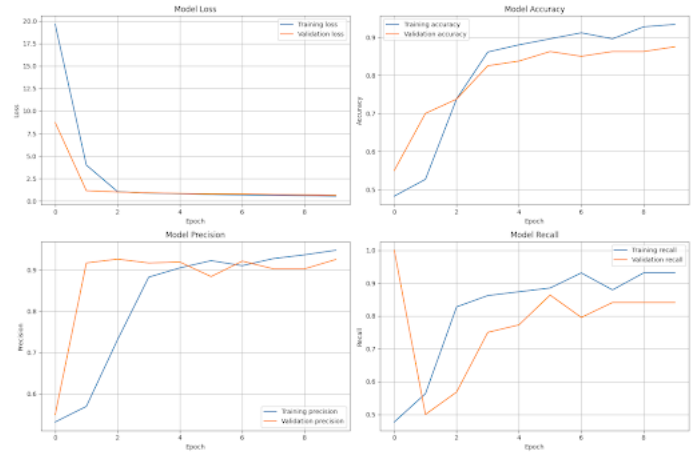 Model Loss
20.0
17.5
15.0
12.5
10.0
7.5
5.0
2.5
0.0
Loss
Training loss
Validation loss
0 2 4 6 8
Epoch
Model Accuracy
0.9
0.8
0.7
0.6
0.5
Accuracy
Training accuracy
Validation accuracy
0 2 4 6 8
Epoch
Model Precision
0.9
0.8
0.7
0.6
Precision
Training precision
Validation precision
0 2 4 6 8
Epoch
Model Recall
1.0
0.9
0.8
0.7
0.6
0.5
Recall
Training recall
Validation recall
0 2 4 6 8
Epoch